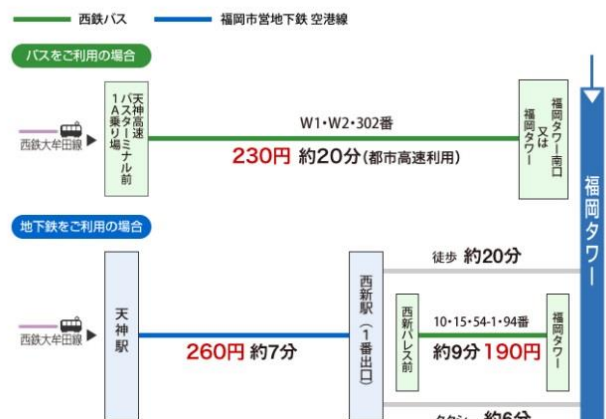 西鉄バス 福岡市営地下鉄 空港線
バスをご利用の場合
西鉄大牟田線
天神高速
バスターミナル前
1A乗り場
W1・W2・302番
230円 約20分(都市高速利用)
福岡タワー南口
又は
福岡タワー
福岡タワー
地下鉄をご利用の場合
西鉄大牟田線
天神駅
260円 約7分
西新駅(1番出口)
徒歩 約20分
西新パレス前
10・15・54-1・94番
約9分 190円
福岡タワー
約6分